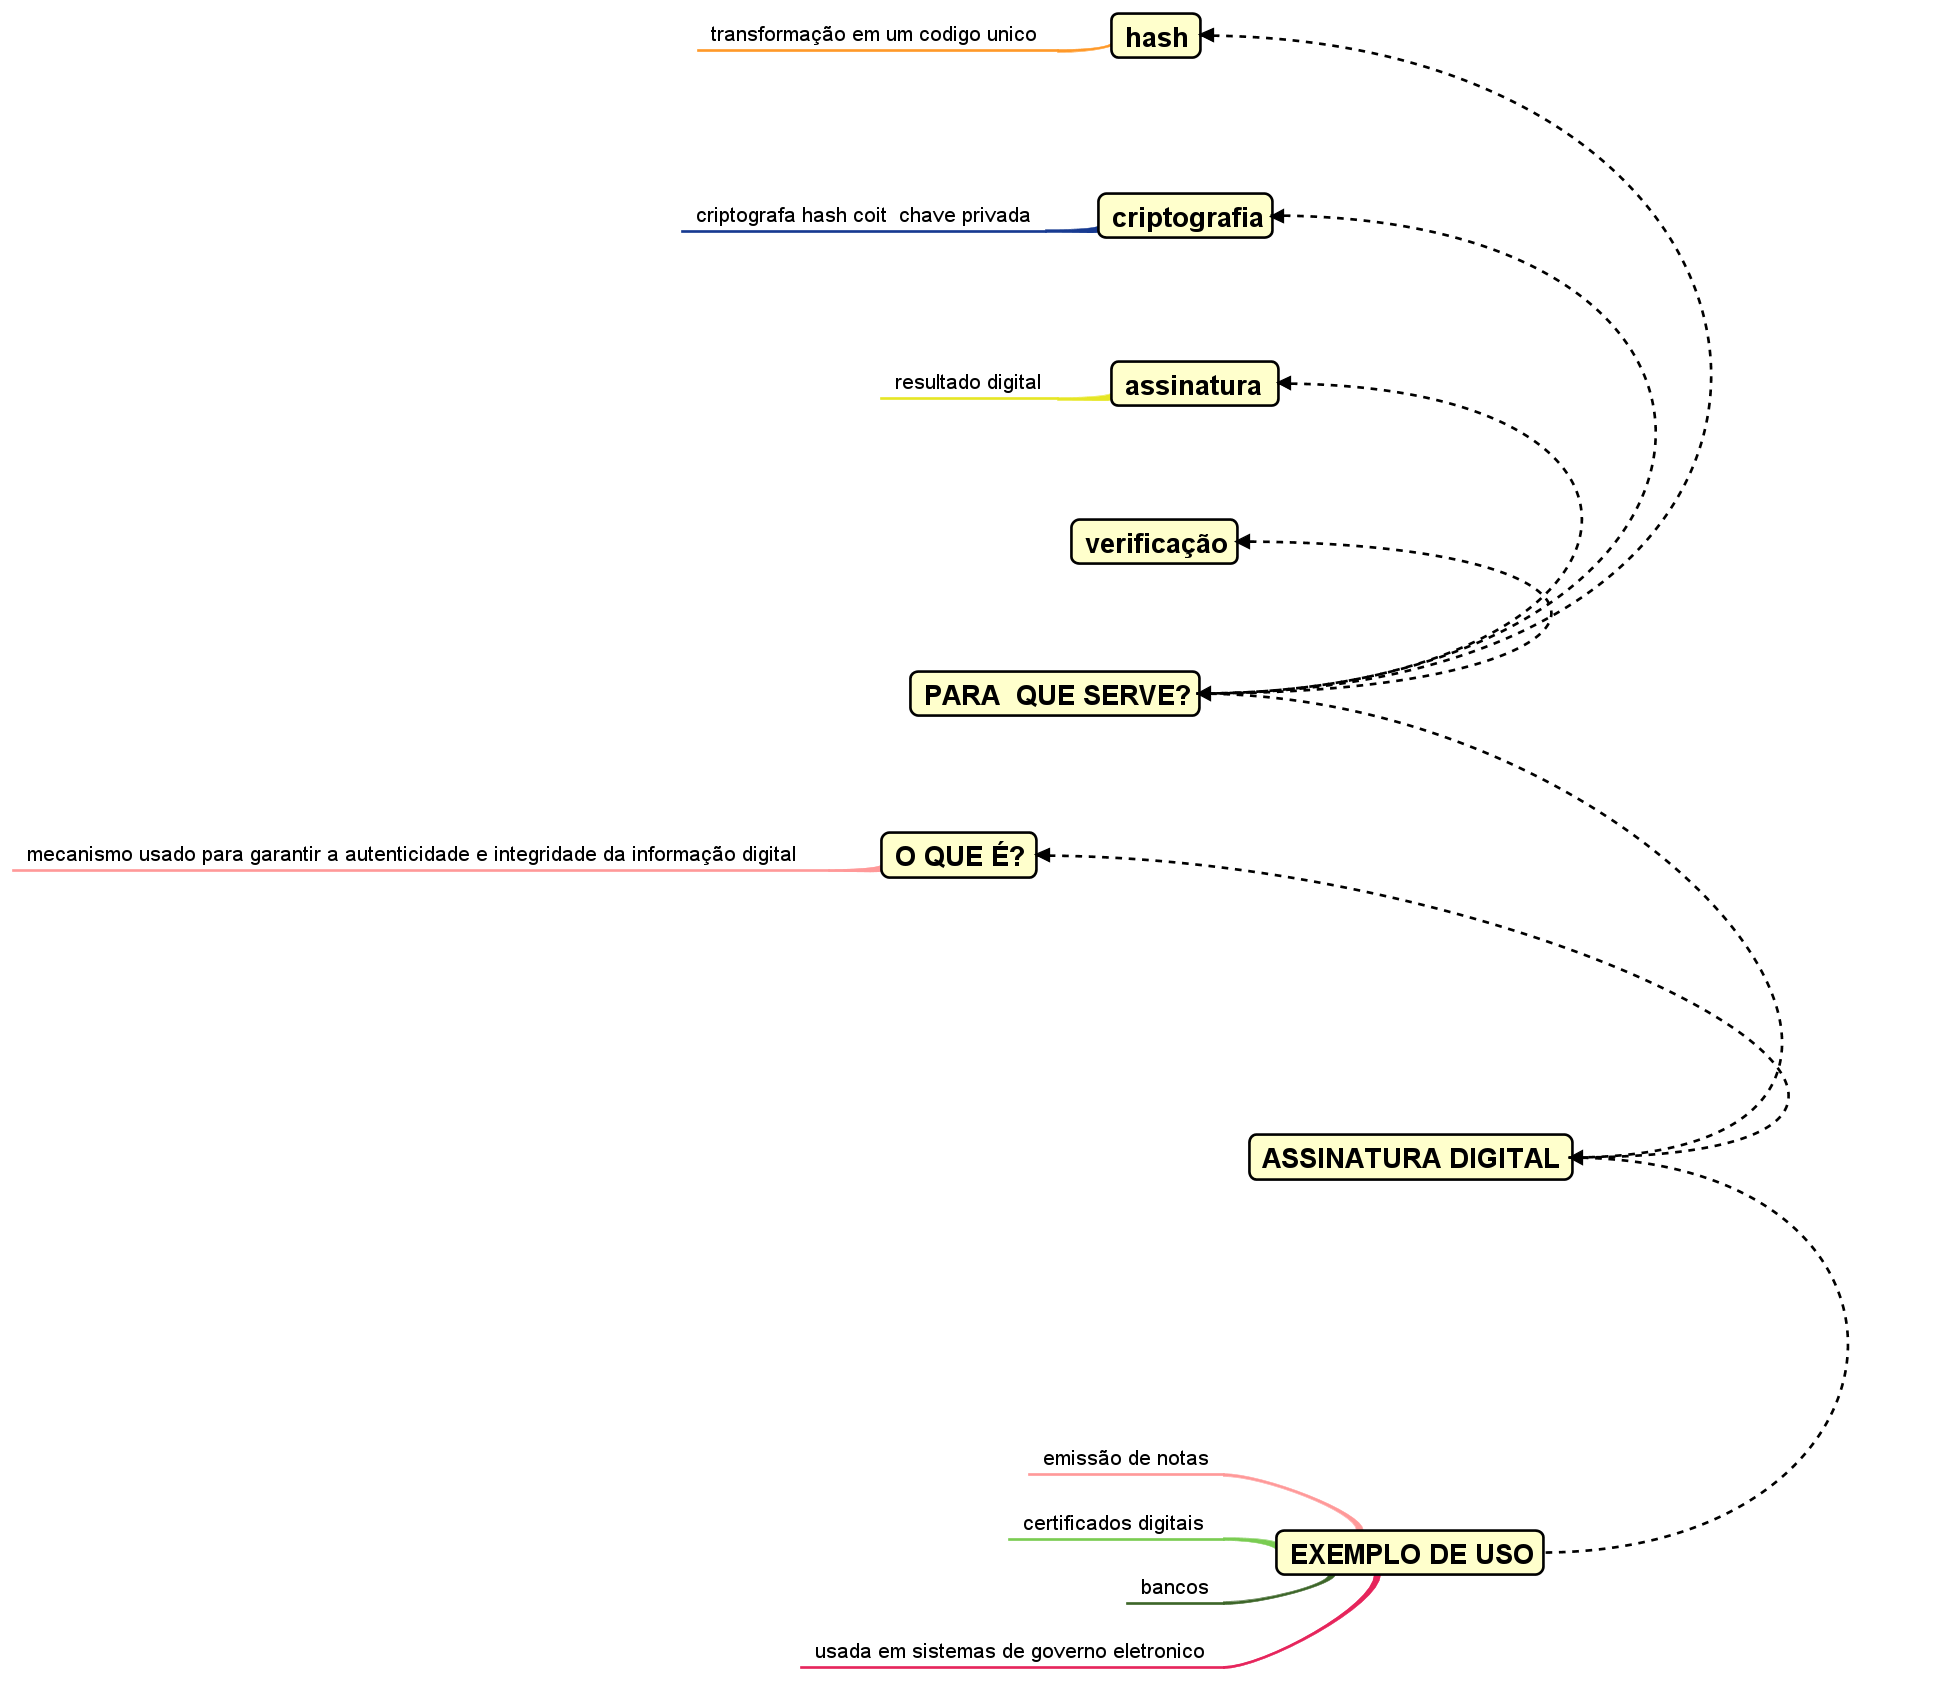 transformação em um codigo unico
hash
criptografa hash coit  chave privada
criptografia
resultado digital
assinatura
verificação
PARA  QUE SERVE?
mecanismo usado para garantir a autenticidade e integridade da informação digital
O QUE É?
ASSINATURA DIGITAL
emissão de notas
certificados digitais
EXEMPLO DE USO
bancos
usada em sistemas de governo eletronico